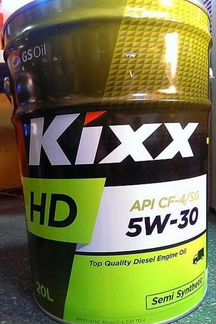 GS Oil
Kixx
HD
API CF-4/SG
5W-30
Top Quality Diesel Engine Oil
20L
Semi Synthetic